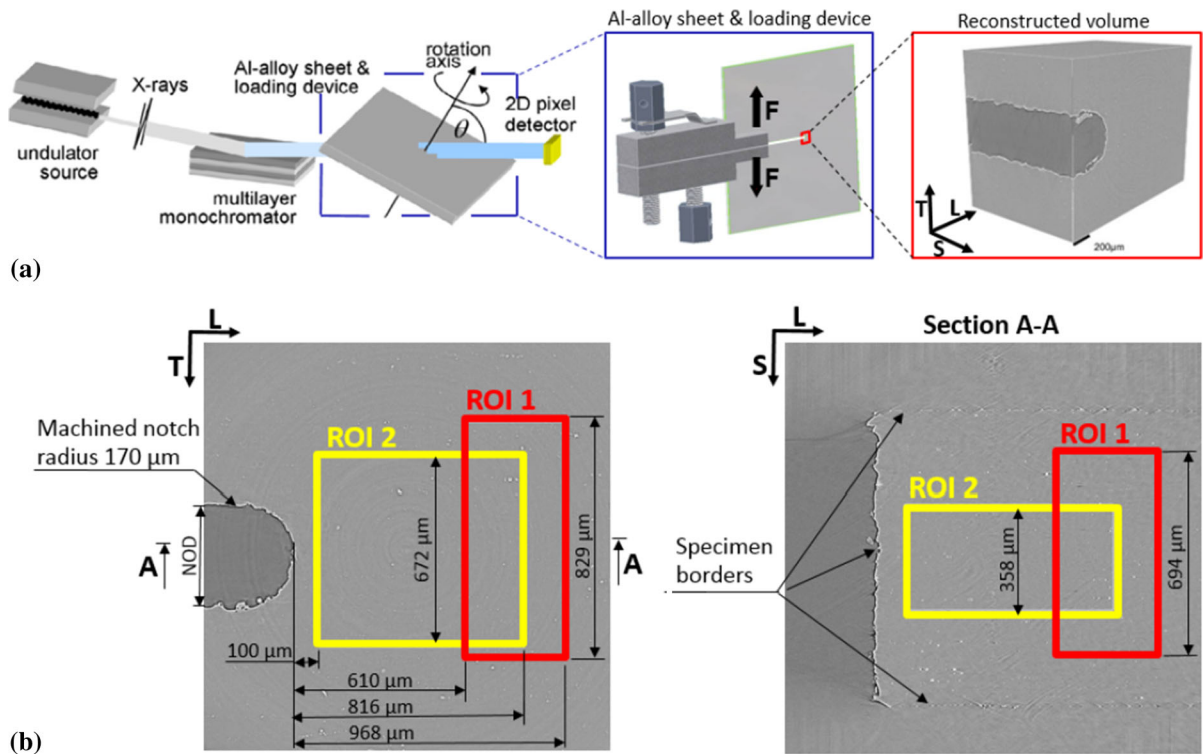 X-rays
undulator
source
multilayer
monochromator
Al-alloy sheet &
loading device
rotation
axis
θ
2D pixel
detector
Al-alloy sheet & loading device
F
F
Reconstructed volume
T
L
S
200µm
(a)
L
T
Machined notch
radius 170 µm
NOD
A
A
ROI 2
ROI 1
672 µm
829 µm
100 µm
610 µm
816 µm
968 µm
Section A-A
L
S
ROI 1
ROI 2
358 µm
694 µm
Specimen
borders
(b)